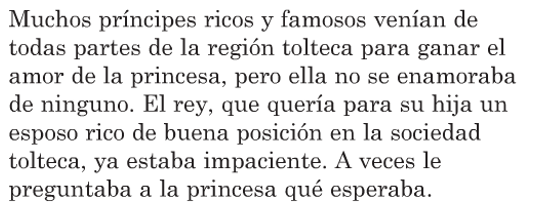 Muchos príncipes ricos y famosos venían de
todas partes de la región tolteca para ganar el
amor de la princesa, pero ella no se enamoraba
de ninguno. El rey, que quería para su hija un
esposo rico de buena posición en la sociedad
tolteca, ya estaba impaciente. A veces le
preguntaba a la princesa qué esperaba.